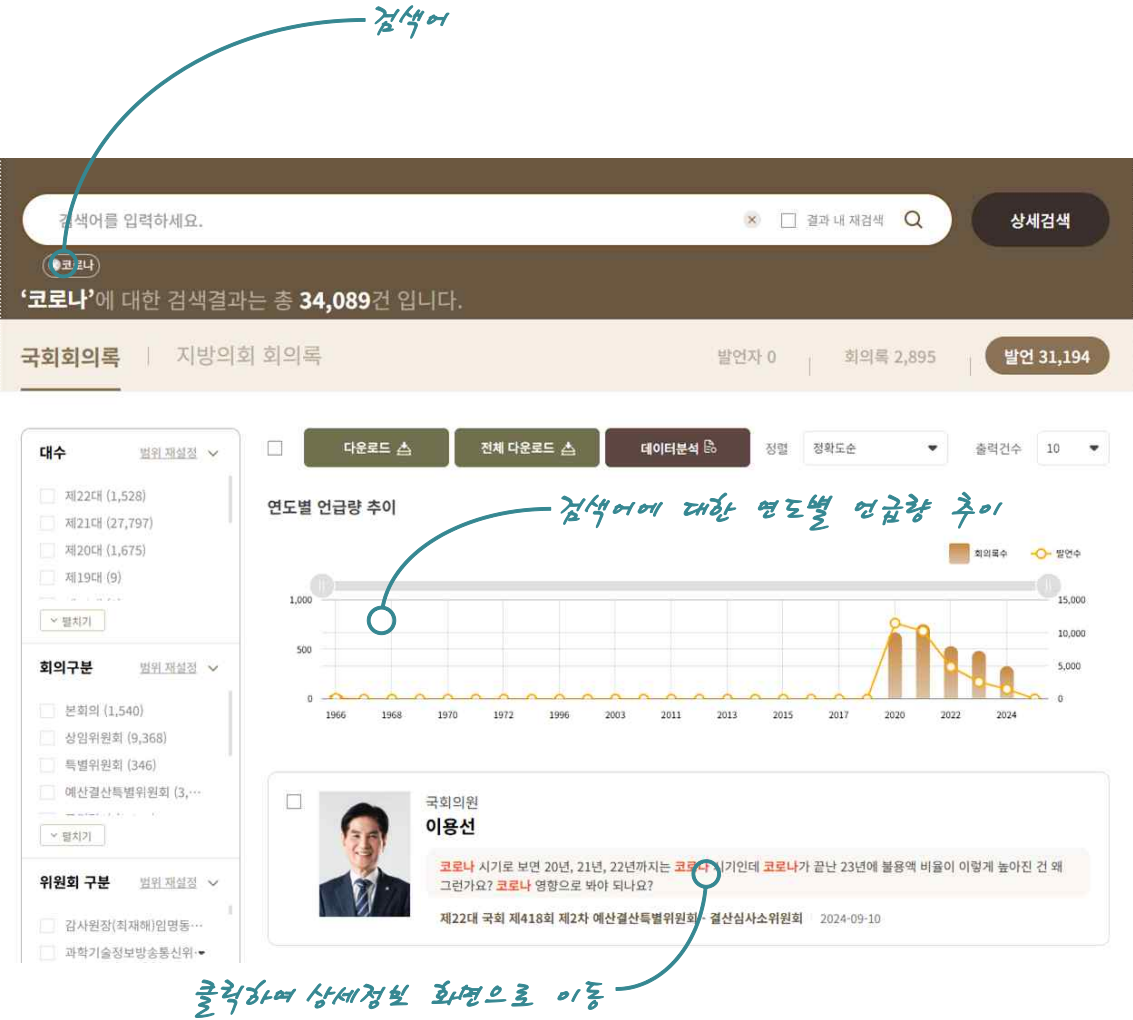 검색어
검색어를 입력하세요.
결과 내 재검색
상세검색
코로나
‘코로나’에 대한 검색결과는 총 34,089건 입니다.
국회회의록 | 지방의회 회의록
발언자 0 | 회의록 2,895 | 발언 31,194
대수 범위 재설정
제22대 (1,528)
제21대 (27,797)
제20대 (1,675)
제19대 (9)
펼치기
회의구분 범위 재설정
본회의 (1,540)
상임위원회 (9,368)
특별위원회 (346)
예산결산특별위원회 (3,···
펼치기
위원회 구분 범위 재설정
감사원장(최재해)임명동···
과학기술정보방송통신위··
다운로드 전체 다운로드 데이터분석 정렬 정확도순 출력건수 10
연도별 언급량 추이
검색어에 대한 연도별 언급량 추이
회의록수 발언수
1,000 15,000
10,000
500
5,000
0 0
1966 1968 1970 1972 1996 2003 2011 2013 2015 2017 2020 2022 2024
국회의원
이용선
코로나 시기로 보면 20년, 21년, 22년까지는 코로나 시기인데 코로나가 끝난 23년에 불용액 비율이 이렇게 높아진 건 왜
그런가요? 코로나 영향으로 봐야 되나요?
제22대 국회 제418회 제2차 예산결산특별위원회 - 결산심사소위원회 2024-09-10
클릭하여 상세정보 화면으로 이동